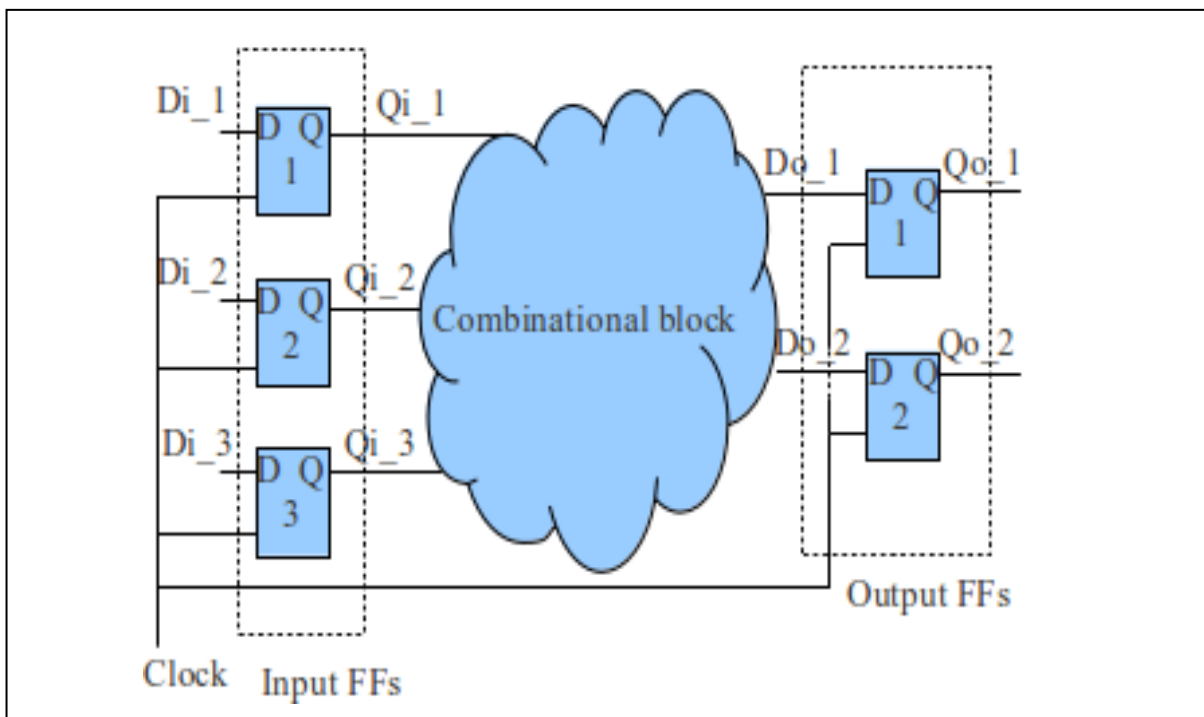 Di_1
D Q
1
Qi_1
Di_2
D Q
2
Qi_2
Di_3
D Q
3
Qi_3
Combinational block
Do_1
D Q
1
Qo_1
Do_2
D Q
2
Qo_2
Output FFs
Clock
Input FFs